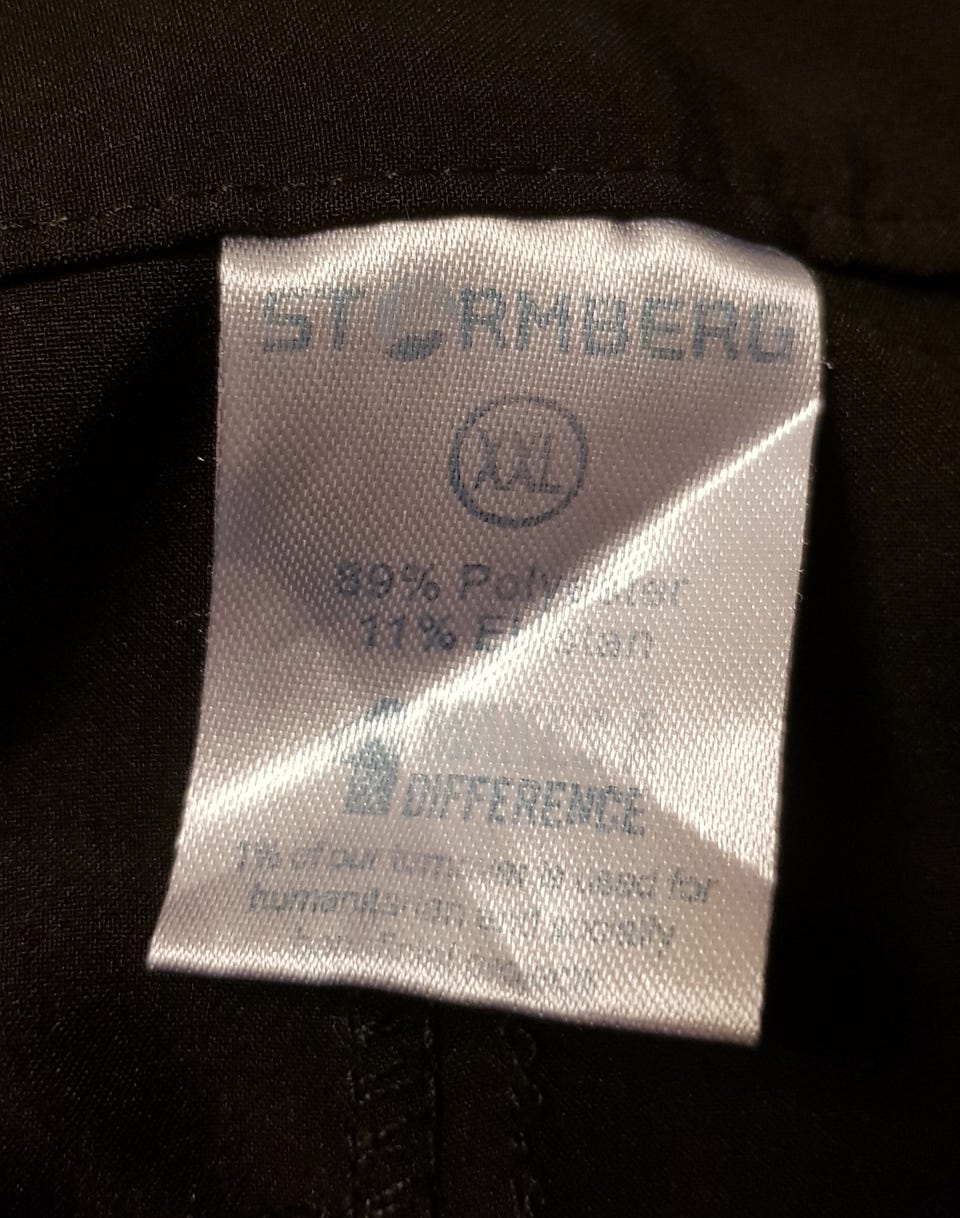 STORMBERG
XXL
89% Polyester
11% Elastan
DIFFERENCE
1% of our turnover is used for
humanitarian and socially